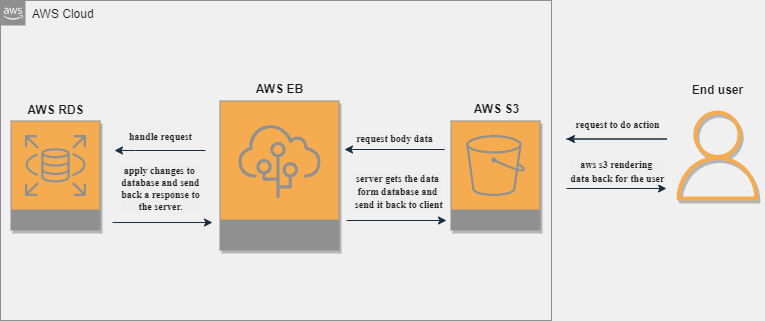 aws
AWS Cloud
AWS RDS
AWS EB
AWS S3
End user
handle request
apply changes to
database and send
back a response to
the server.
request body data
server gets the data
form database and
send it back to client
request to do action
aws s3 rendering
data back for the user